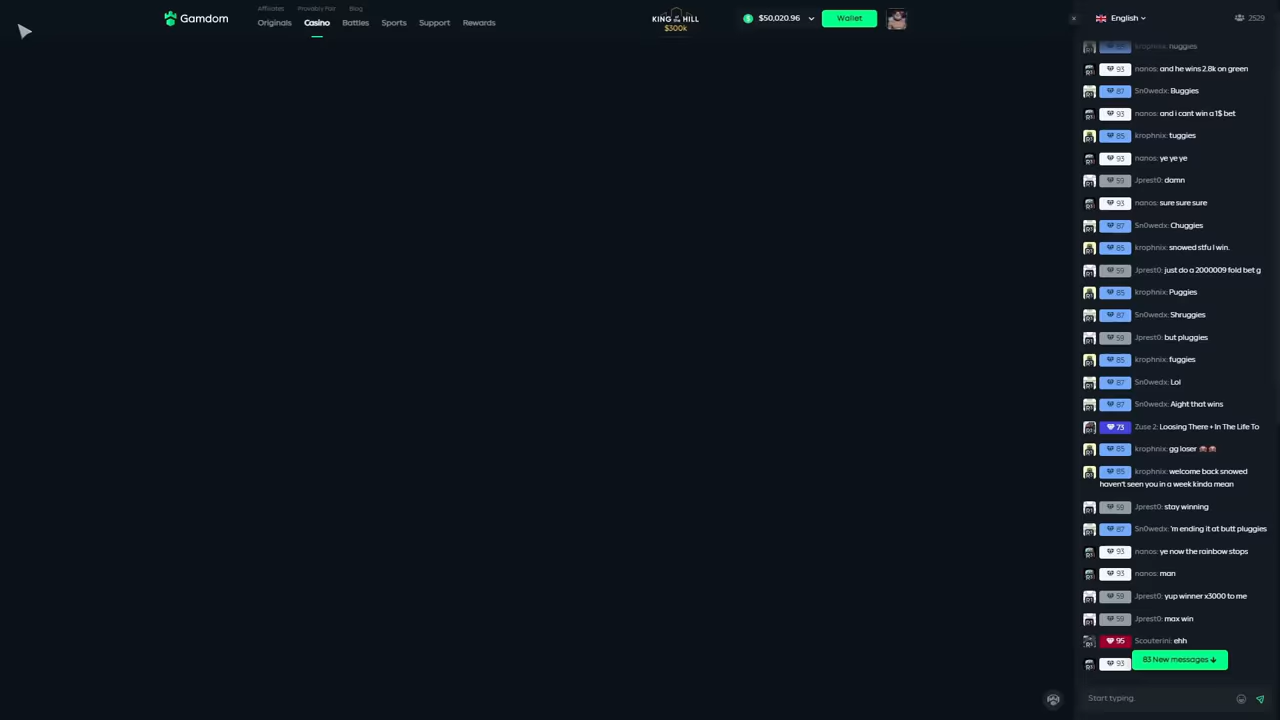 Affiliates
Provably Fair
Blog
Gamdom
Originals
Casino
Battles
Sports
Support
Rewards
KING OF THE HILL
$300k
$50,020.96
Wallet
English
2529
krophnix: huggies
93 nanos: and he wins 2.8k on green
87 Sn0wedx: Buggies
93 nanos: and i cant win a 1$ bet
85 krophnix: tuggies
93 nanos: ye ye ye
59 Jprest0: damn
93 nanos: sure sure sure
87 Sn0wedx: Chuggies
85 krophnix: snowed stfu I win.
59 Jprest0: just do a 2000009 fold bet g
85 krophnix: Puggies
87 Sn0wedx: Shruggies
59 Jprest0: but pluggies
85 krophnix: fuggies
87 Sn0wedx: Lol
87 Sn0wedx: Aight that wins
73 Zuse 2: Loosing There + In The Life To
85 krophnix: gg loser
85 krophnix: welcome back snowed
haven't seen you in a week kinda mean
59 Jprest0: stay winning
87 Sn0wedx: 'm ending it at butt pluggies
93 nanos: ye now the rainbow stops
93 nanos: man
59 Jprest0: yup winner x3000 to me
59 Jprest0: max win
95 Scouterini: ehh
93
83 New messages
Start typing.